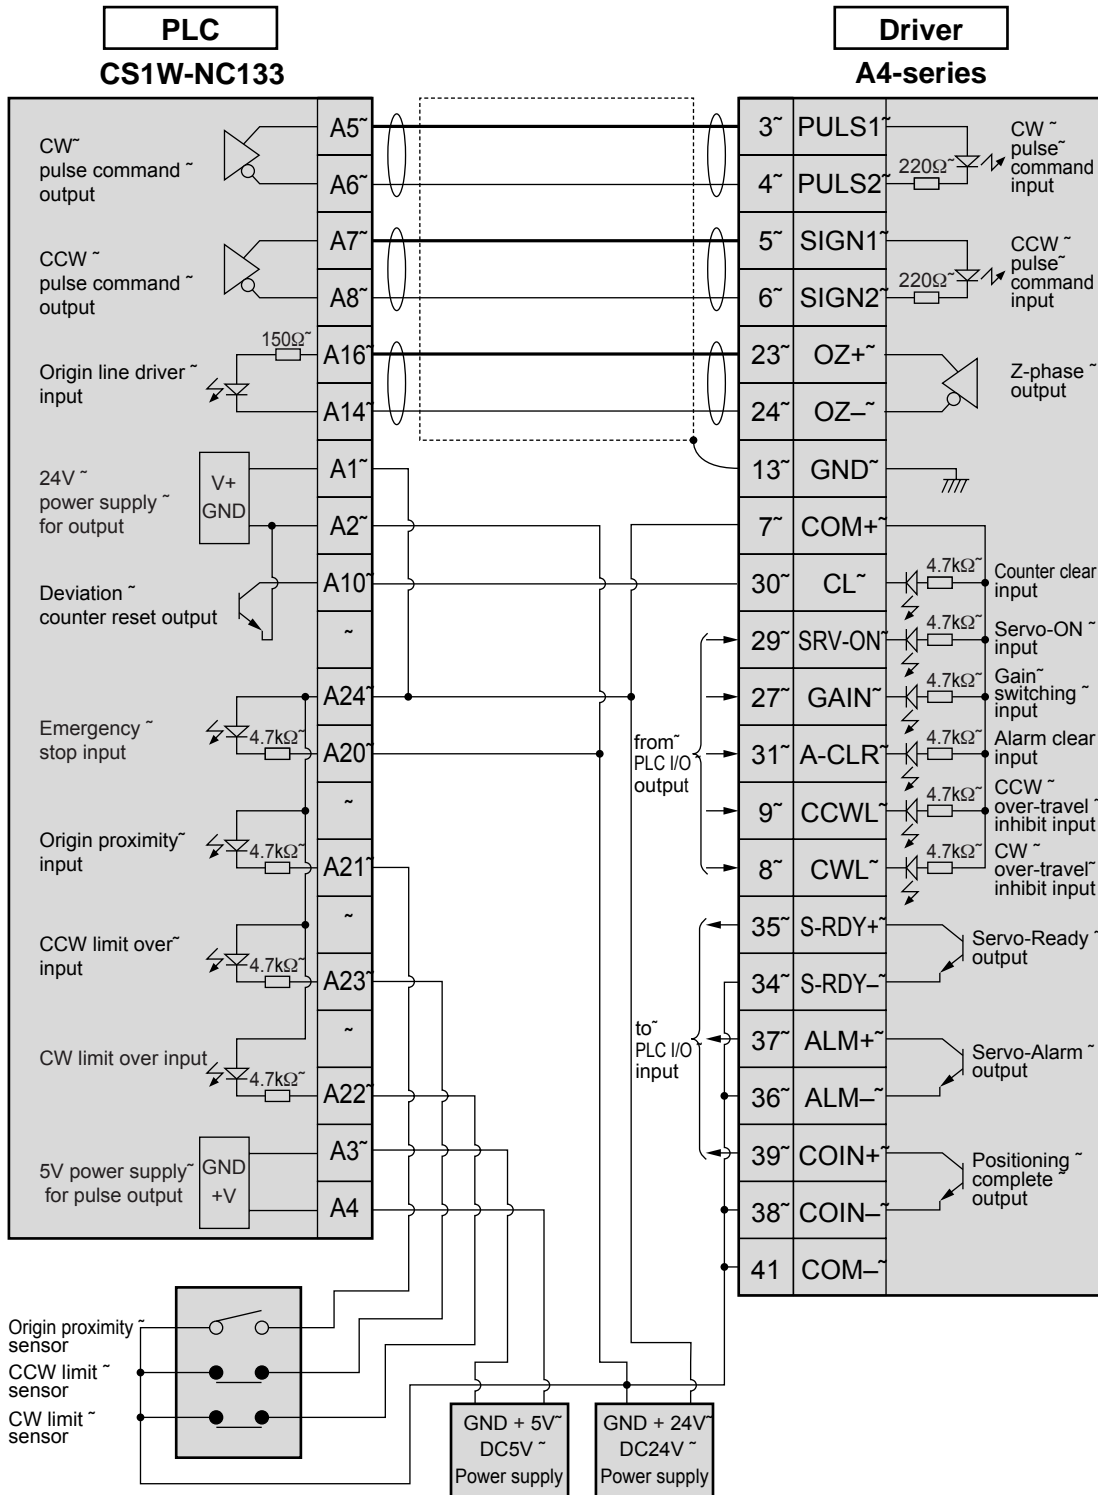 PLC
CS1W-NC133
CW~
pulse command ~
output
CCW ~
pulse command ~
output
150Ω~
Origin line driver ~
input
24V ~
power supply ~
for output
V+
GND
Deviation ~
counter reset output
Emergency ~
stop input
4.7kΩ~
Origin proximity~
input
4.7kΩ~
CCW limit over~
input
4.7kΩ~
CW limit over input
4.7kΩ~
5V power supply~
for pulse output
GND
+V
A5~
A6~
A7~
A8~
A16~
A14~
A1~
A2~
A10~
~
A24~
A20~
~
A21~
~
A23~
~
A22~
A3~
A4
Driver
A4-series
3~ PULS1~
4~ PULS2~
5~ SIGN1~
6~ SIGN2~
23~ OZ+~
24~ OZ–~
13~ GND~
7~ COM+~
30~ CL~
29~ SRV-ON~
27~ GAIN~
31~ A-CLR~
9~ CCWL~
8~ CWL~
35~ S-RDY+~
34~ S-RDY–~
37~ ALM+~
36~ ALM–~
39~ COIN+~
38~ COIN–~
41 COM–~
220Ω~
CW ~
pulse~
command
input
220Ω~
CCW ~
pulse~
command
input
Z-phase ~
output
4.7kΩ~
Counter clear
input
4.7kΩ~
Servo-ON ~
input
4.7kΩ~
Gain~
switching ~
input
4.7kΩ~
Alarm clear
input
4.7kΩ~
CCW ~
over-travel ~
inhibit input
4.7kΩ~
CW ~
over-travel~
inhibit input
Servo-Ready ~
output
Servo-Alarm ~
output
Positioning ~
complete ~
output
from~
PLC I/O ~
output
to~
PLC I/O ~
input
Origin proximity ~
sensor
CCW limit ~
sensor
CW limit ~
sensor
GND + 5V~
DC5V ~
Power supply
GND + 24V~
DC24V ~
Power supply